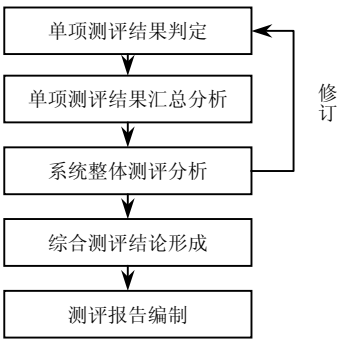 单项测评结果判定
单项测评结果汇总分析
修订
系统整体测评分析
综合测评结论形成
测评报告编制